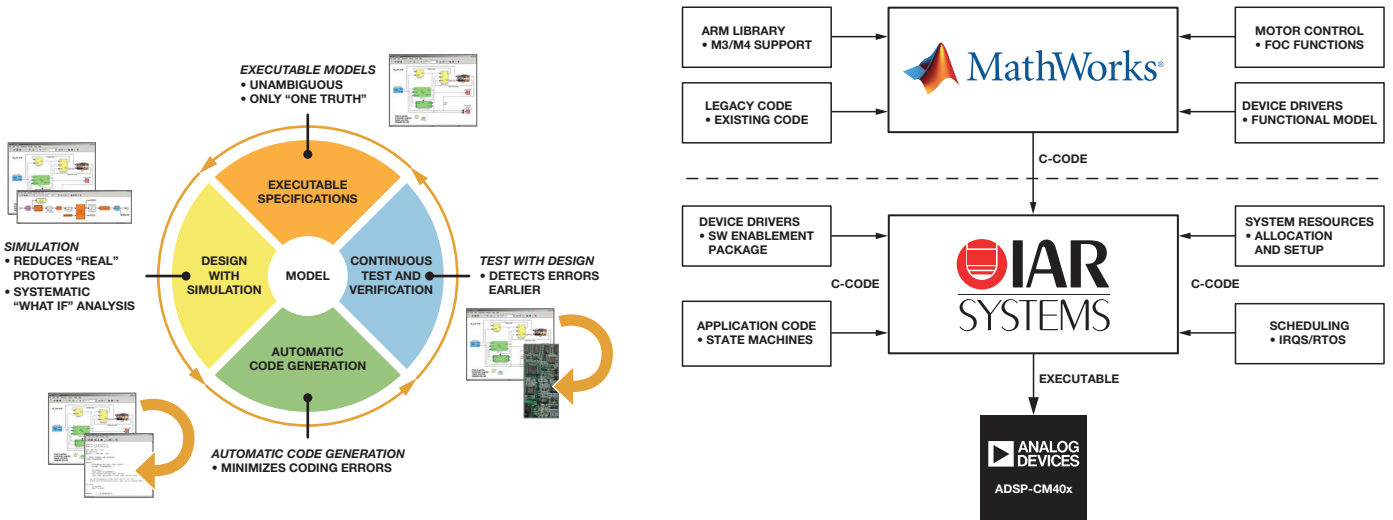 EXECUTABLE MODELS
• UNAMBIGUOUS
• ONLY “ONE TRUTH”
EXECUTABLE
SPECIFICATIONS
SIMULATION
• REDUCES “REAL”
PROTOTYPES
• SYSTEMATIC
“WHAT IF” ANALYSIS
DESIGN
WITH
SIMULATION
MODEL
CONTINUOUS
TEST AND
VERIFICATION
TEST WITH DESIGN
• DETECTS ERRORS
EARLIER
AUTOMATIC
CODE GENERATION
AUTOMATIC CODE GENERATION
• MINIMIZES CODING ERRORS
ARM LIBRARY
• M3/M4 SUPPORT
LEGACY CODE
• EXISTING CODE
MathWorks®
MOTOR CONTROL
• FOC FUNCTIONS
DEVICE DRIVERS
• FUNCTIONAL MODEL
C-CODE
DEVICE DRIVERS
• SW ENABLEMENT
PACKAGE
C-CODE
APPLICATION CODE
• STATE MACHINES
IAR
SYSTEMS
SYSTEM RESOURCES
• ALLOCATION
AND SETUP
C-CODE
SCHEDULING
• IRQS/RTOS
EXECUTABLE
ANALOG
DEVICES
ADSP-CM40x